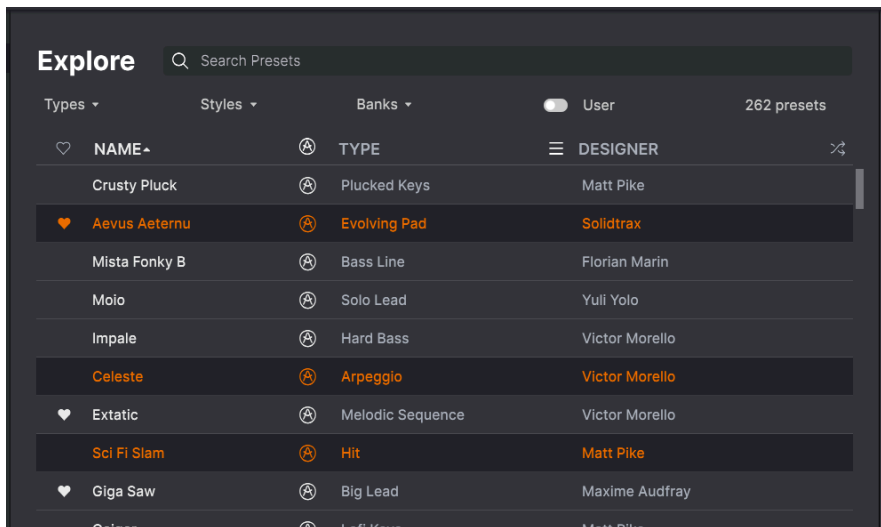 Explore Search Presets
Types Styles Banks User 262 presets
NAME TYPE DESIGNER
Crusty Pluck Plucked Keys Matt Pike
Aevus Aeternu Evolving Pad Solidtrax
Mista Fonky B Bass Line Florian Marin
Moio Solo Lead Yuli Yolo
Impale Hard Bass Victor Morello
Celeste Arpeggio Victor Morello
Extatic Melodic Sequence Victor Morello
Sci Fi Slam Hit Matt Pike
Giga Saw Big Lead Maxime Audfray